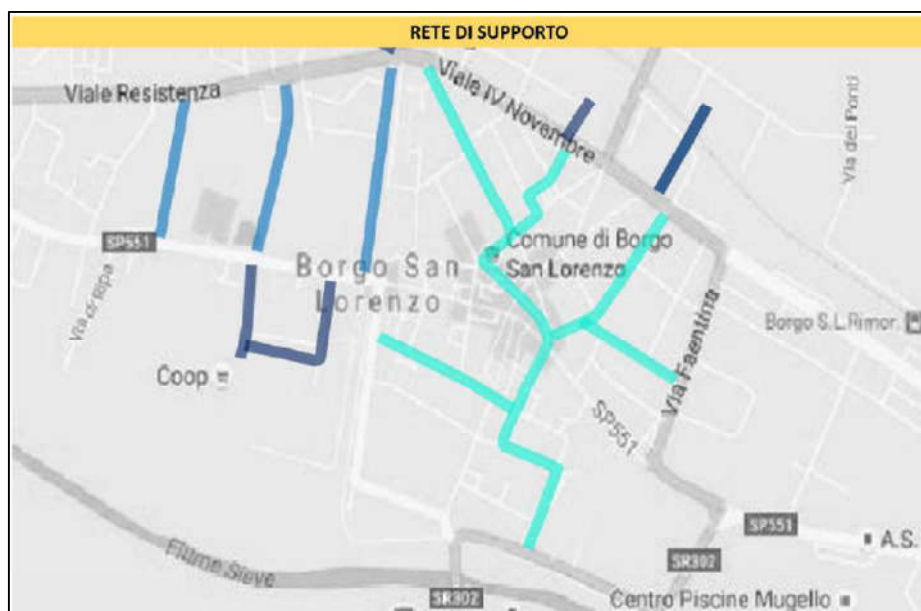 RETE DI SUPPORTO
Viale Resistenza
Viale IV Novembre
Via dei Ponti
SP551
Comune di Borgo
San Lorenzo
Borgo San
Lorenzo
Via Faentina
Borgo S.L.Rimor.
Coop
SP551
SP551
A.S.
SR302
Fiume Sieve
SR302
Centro Piscine Mugello